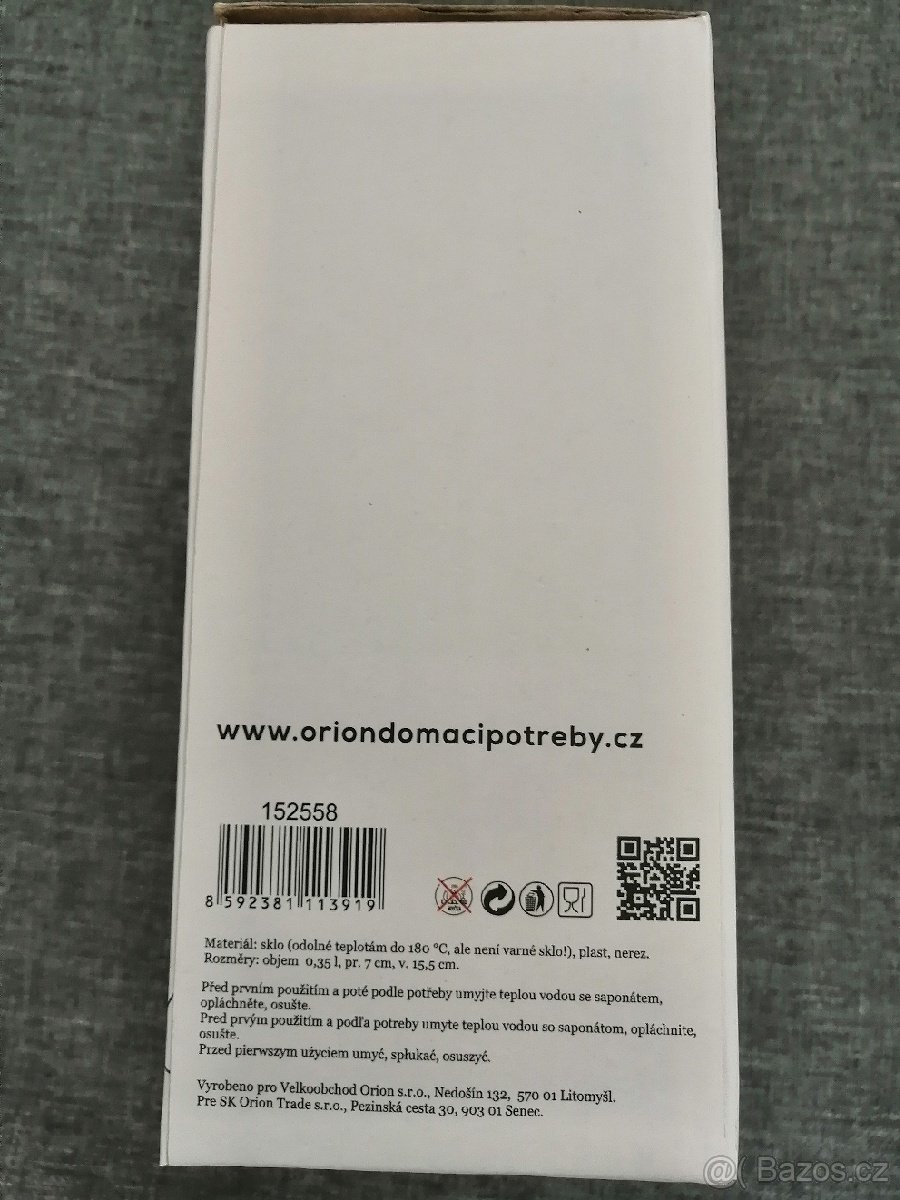 www.oriondomacipotreby.cz
152558
8 592381 113919
Materiál: sklo (odolné teplotám do 180 °C, ale není varné sklo!), plast, nerez.
Rozměry: objem 0,35 l, pr. 7 cm, v. 15,5 cm.
Před prvním použitím a poté podle potřeby umyjte teplou vodou se saponátem,
opláchněte, osušte.
Pred prvým použitím a podľa potreby umyte teplou vodou so saponátom, opláchnite,
osušte.
Przed pierwszym użyciem umyć, spłukać, osuszyć.
Vyrobeno pro Velkoobchod Orion s.r.o., Nedošín 132, 570 01 Litomyšl.
Pre SK Orion Trade s.r.o., Pezinská cesta 30, 903 01 Senec.
@( Bazos.cz